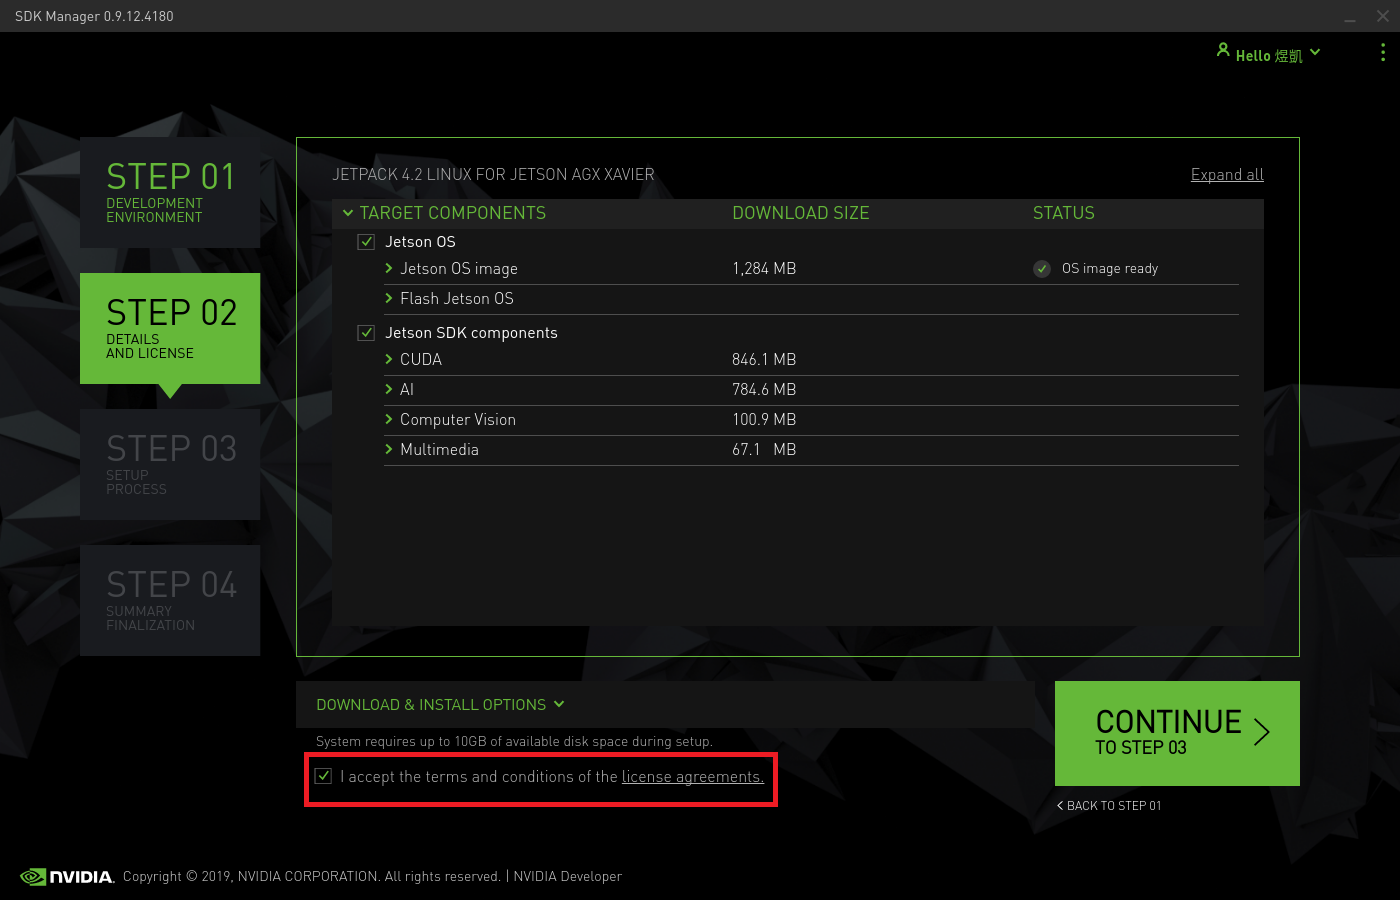 SDK Manager 0.9.12.4180
Hello 煜凱
STEP 01
DEVELOPMENT
ENVIRONMENT
STEP 02
DETAILS
AND LICENSE
STEP 03
SETUP
PROCESS
STEP 04
SUMMARY
FINALIZATION
JETPACK 4.2 LINUX FOR JETSON AGX XAVIER
Expand all
TARGET COMPONENTS DOWNLOAD SIZE STATUS
Jetson OS
Jetson OS image 1,284 MB OS image ready
Flash Jetson OS
Jetson SDK components
CUDA 846.1 MB
AI 784.6 MB
Computer Vision 100.9 MB
Multimedia 67.1 MB
DOWNLOAD & INSTALL OPTIONS
System requires up to 10GB of available disk space during setup.
I accept the terms and conditions of the license agreements.
CONTINUE
TO STEP 03
BACK TO STEP 01
NVIDIA. Copyright © 2019, NVIDIA CORPORATION. All rights reserved. | NVIDIA Developer